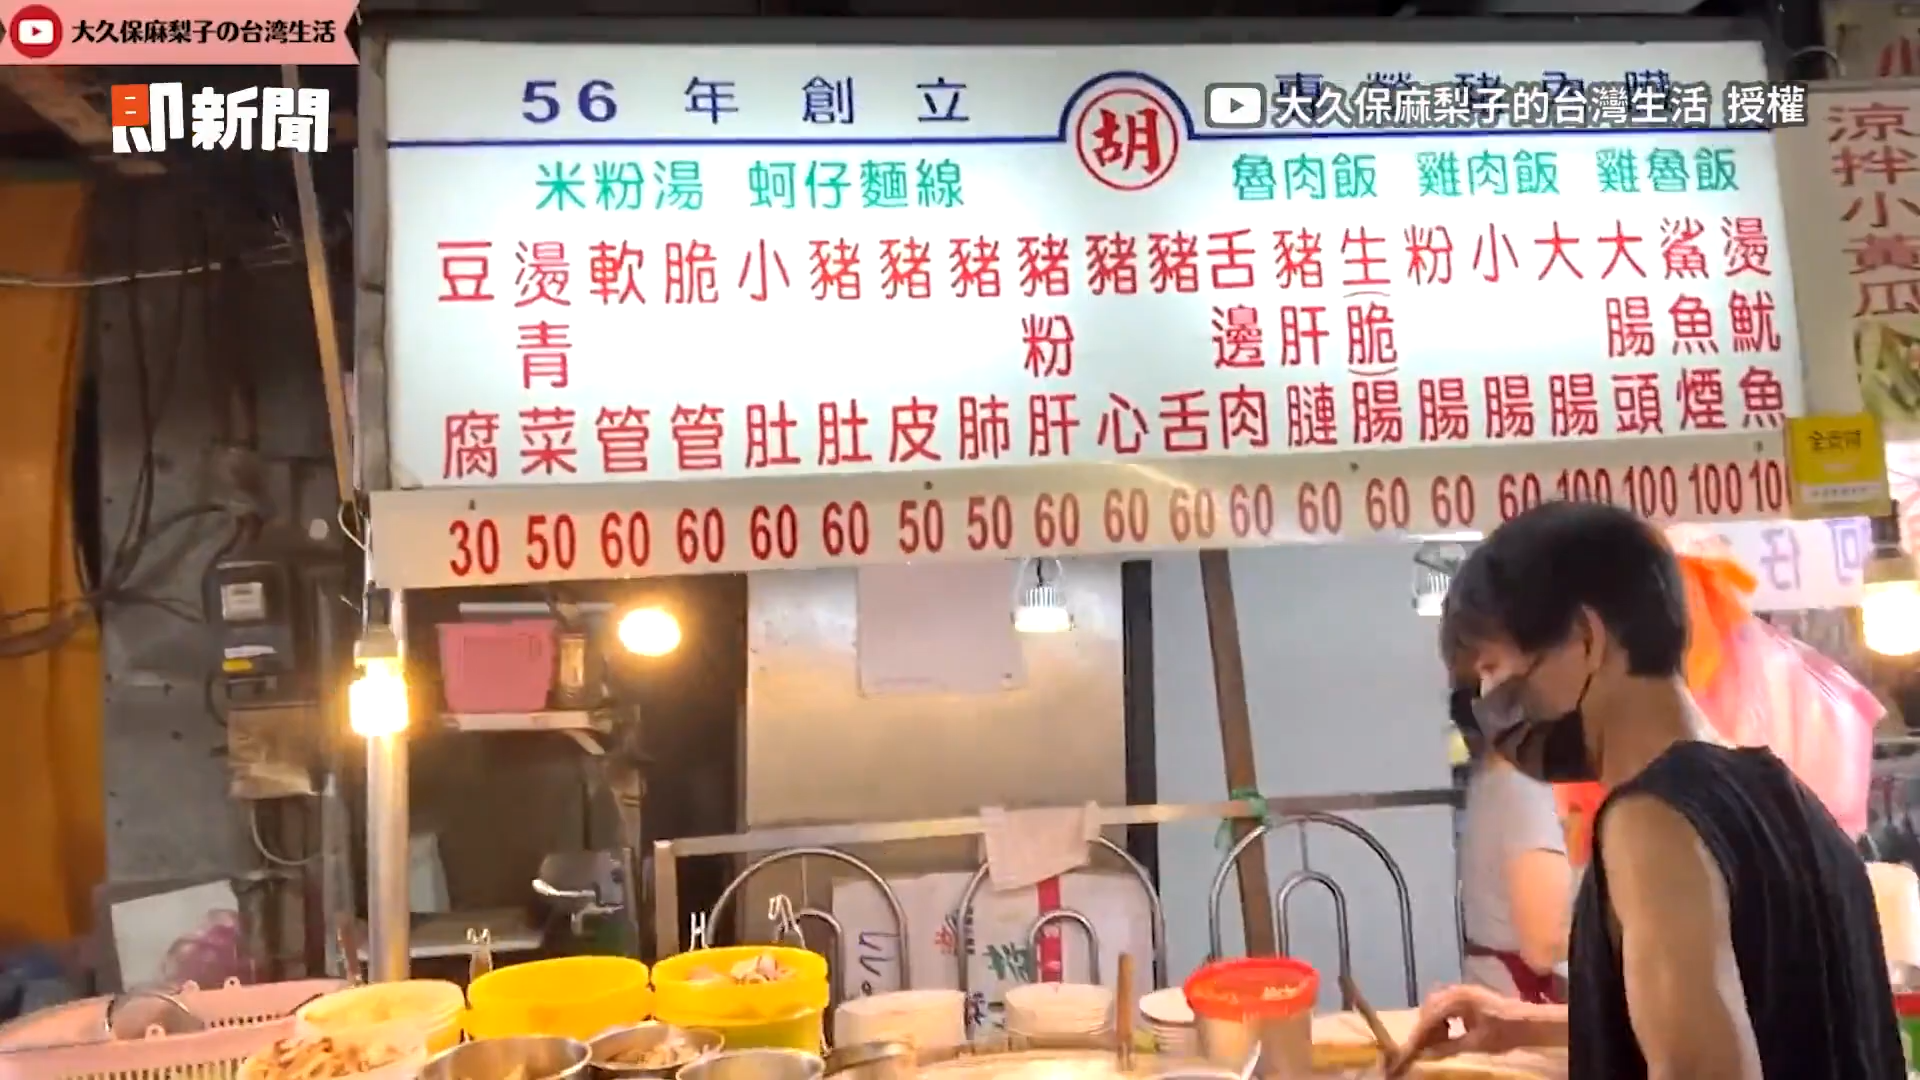 大久保麻梨子の台湾生活
即新聞
大久保麻梨子的台灣生活 授權
56年創立
胡
米粉湯 蚵仔麵線
魯肉飯 雞肉飯 雞魯飯
豆腐 30
燙青菜 50
軟管 60
脆管 60
小肚 60
豬肚 60
豬皮 50
豬肺 50
豬粉肝 60
豬心 60
豬舌 60
舌邊肉 60
豬肝腱 60
生(脆)腸 60
粉腸 60
小腸 60
大腸 100
大腸頭 100
鯊魚煙 100
燙魷魚
涼拌小黃瓜